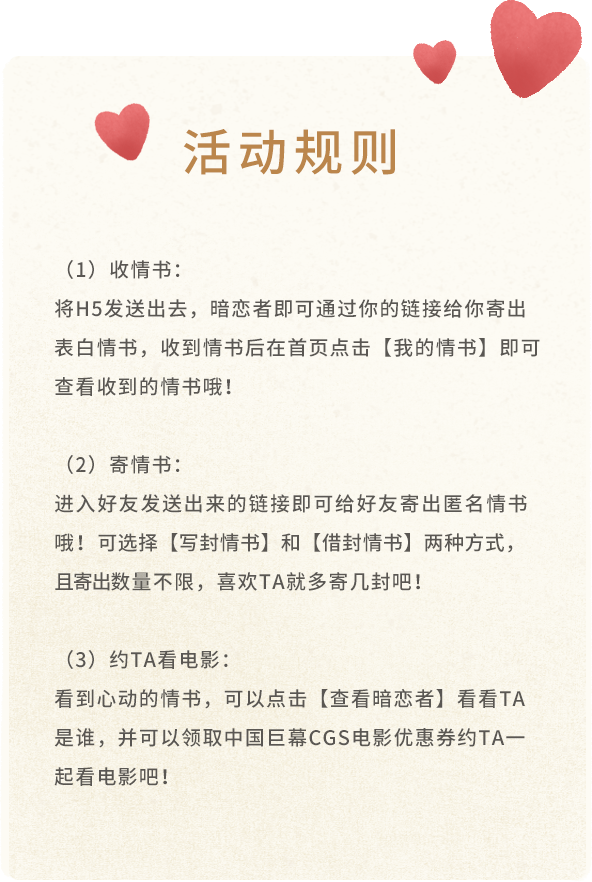 活动规则
（1）收情书：
将H5发送出去，暗恋者即可通过你的链接给你寄出
表白情书，收到情书后在首页点击【我的情书】即可
查看收到的情书哦！
（2）寄情书：
进入好友发送出来的链接即可给好友寄出匿名情书
哦！可选择【写封情书】和【借封情书】两种方式，
且寄出数量不限，喜欢TA就多寄几封吧！
（3）约TA看电影：
看到心动的情书，可以点击【查看暗恋者】看看TA
是谁，并可以领取中国巨幕CGS电影优惠券约TA一
起看电影吧！